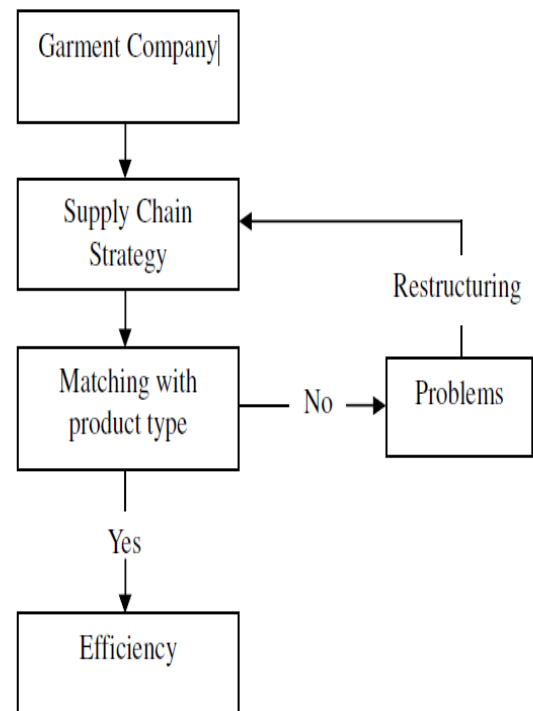 Garment Company
Supply Chain
Strategy
Restructuring
Matching with
product type
No
Problems
Yes
Efficiency